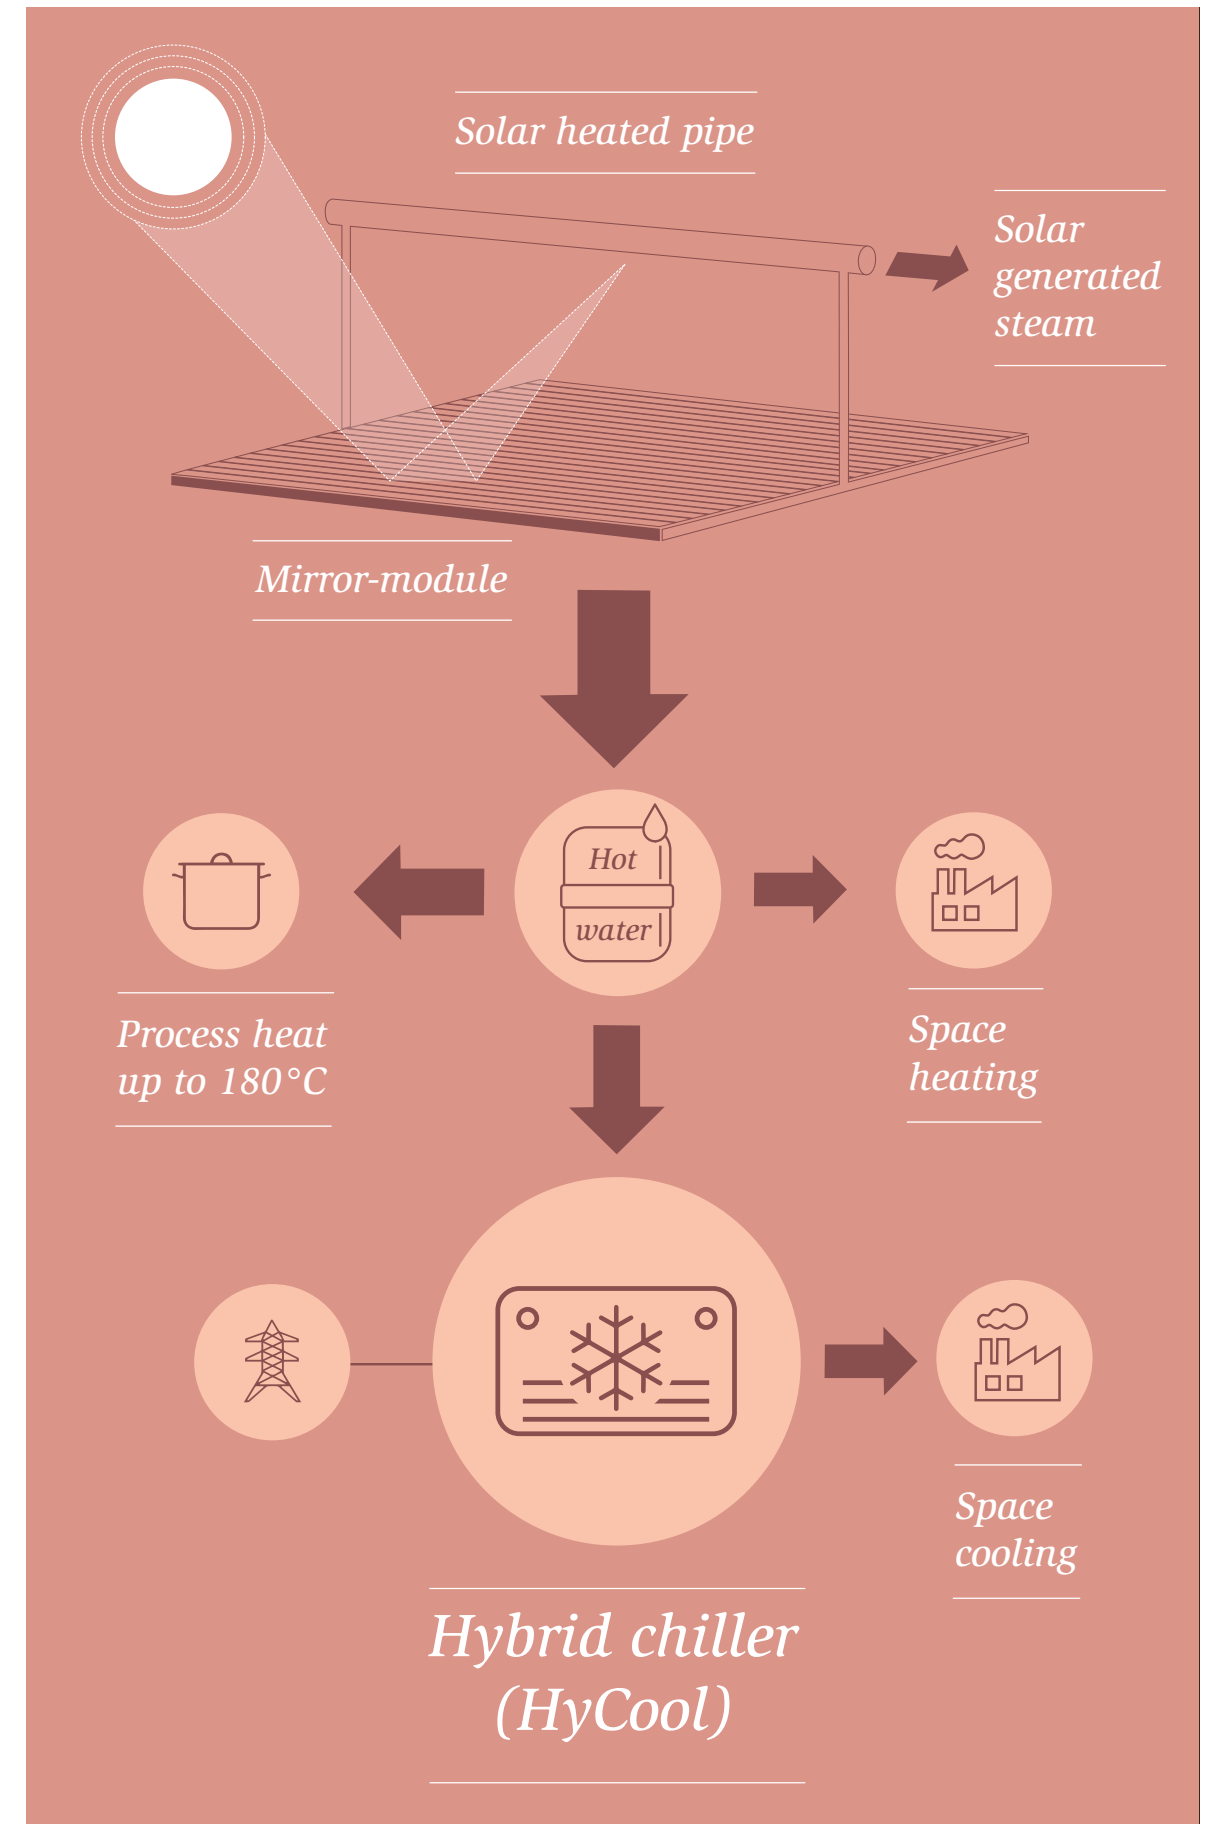 Solar heated pipe
Solar
generated
steam
Mirror-module
Hot
water
Process heat
up to 180°C
Space
heating
Space
cooling
Hybrid chiller
(HyCool)